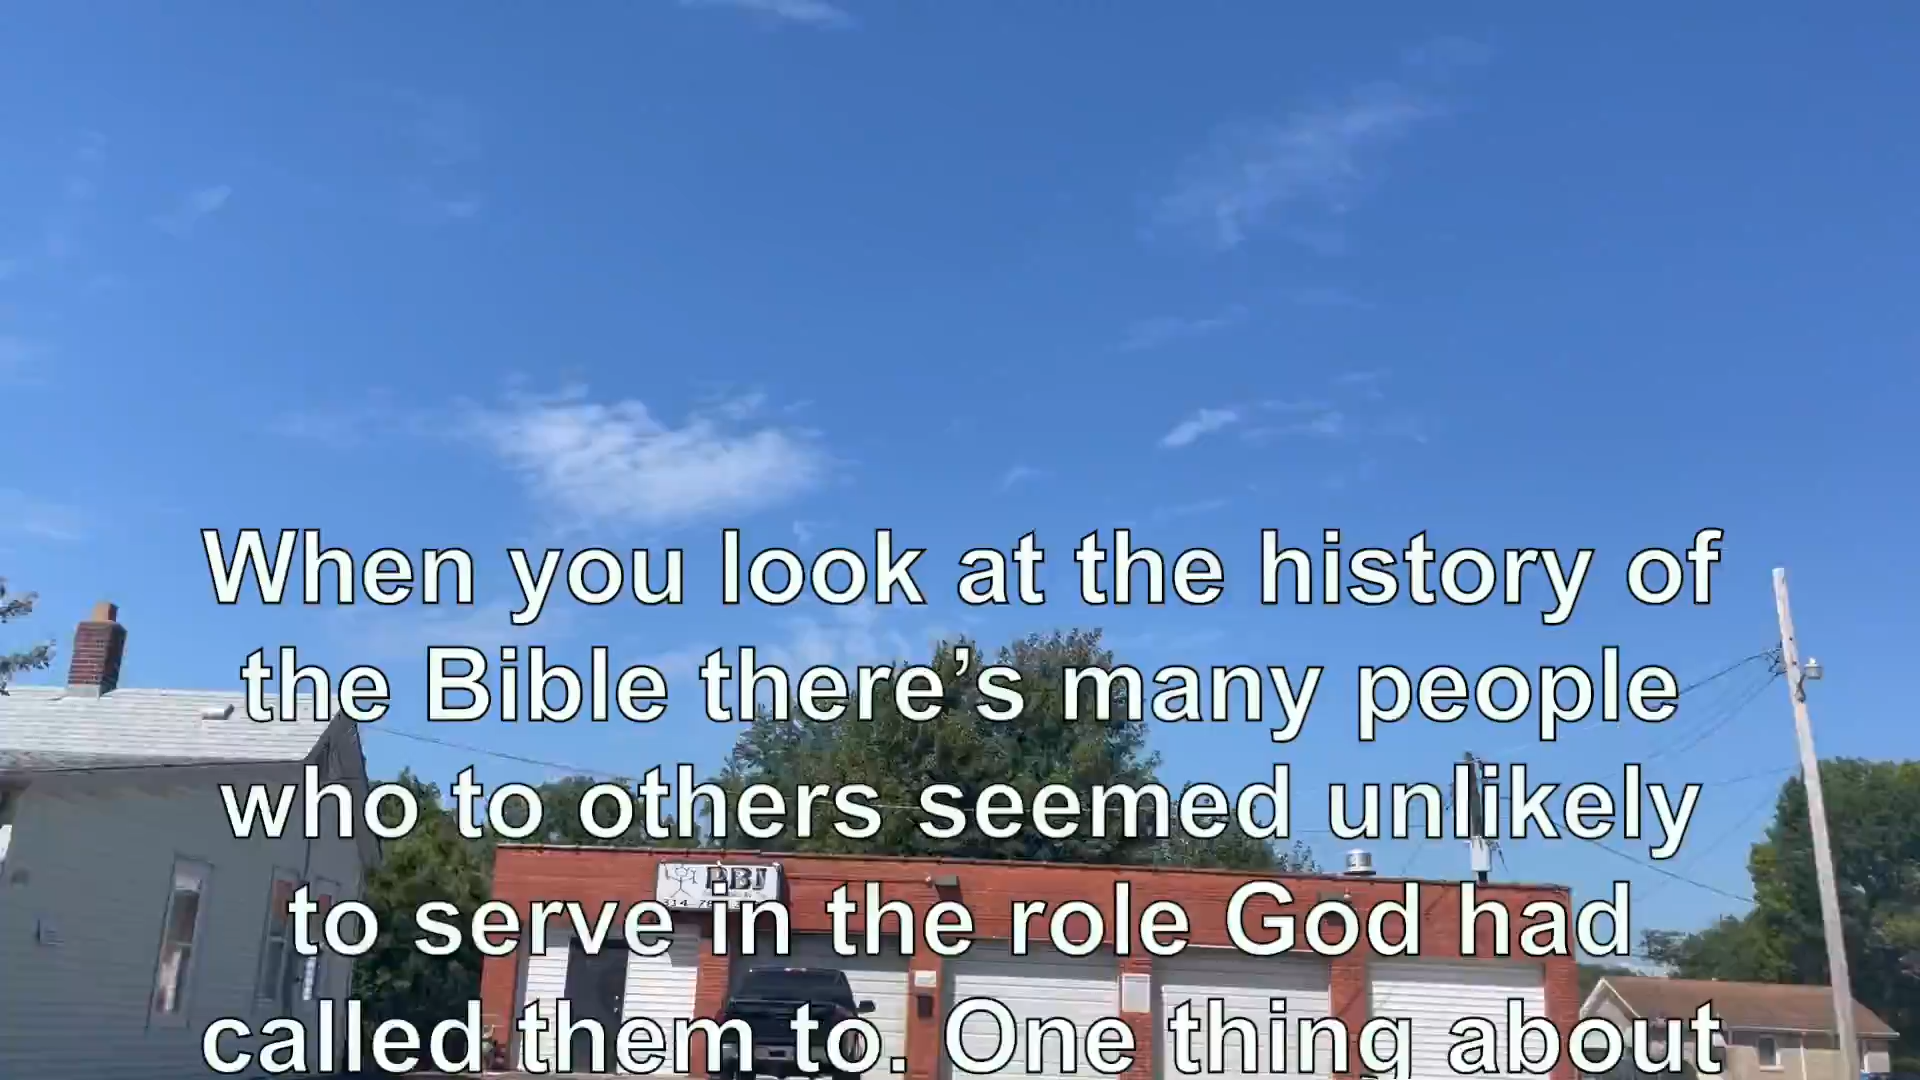 When you look at the history of
the Bible there’s many people
who to others seemed unlikely
PBJ
to serve in the role God had
called them to. One thing about